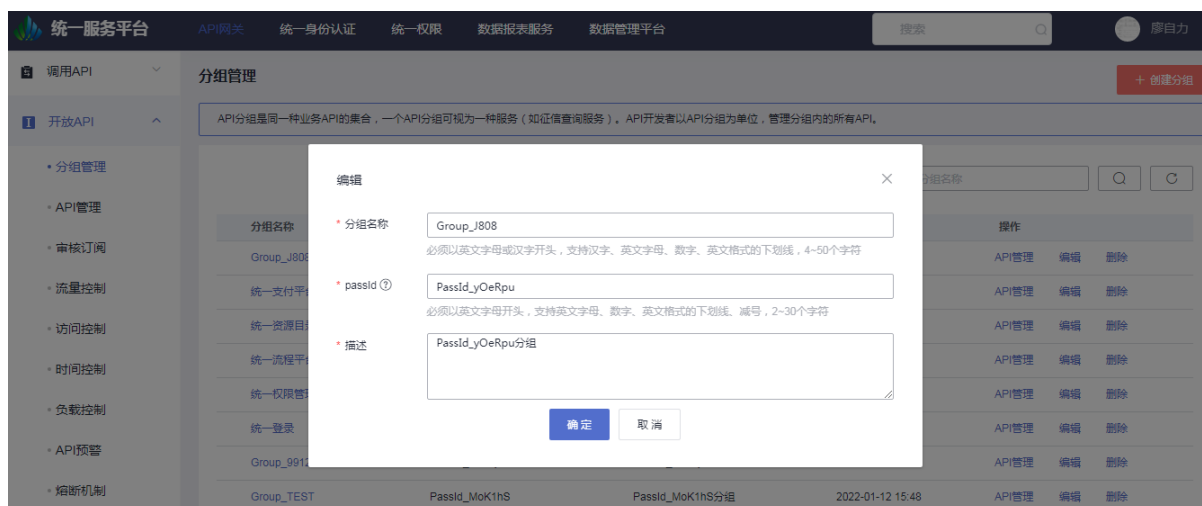 统一服务平台 API网关 统一身份认证 统一权限 数据报表服务 数据管理平台 搜索 廖自力
调用API
分组管理
+ 创建分组
开放API
API分组是同一种业务API的集合，一个API分组可视为一种服务（如征信查询服务）。API开发者以API分组为单位，管理分组内的所有API。
• 分组管理
API管理
审核订阅
流量控制
访问控制
时间控制
负载控制
API预警
熔断机制
编辑
* 分组名称 Group_J808
必须以英文字母或汉字开头，支持汉字、英文字母、数字、英文格式的下划线，4~50个字符
* passId ? PassId_yOeRpu
必须以英文字母开头，支持英文字母、数字、英文格式的下划线、减号，2~30个字符
* 描述 PassId_yOeRpu分组
确定 取消
分组名称
分组名称 操作
Group_J808 API管理 编辑 删除
统一支付平 API管理 编辑 删除
统一资源目 API管理 编辑 删除
统一流程平 API管理 编辑 删除
统一权限管 API管理 编辑 删除
统一登录 API管理 编辑 删除
Group_9912 API管理 编辑 删除
Group_TEST PassId_MoK1hS PassId_MoK1hS分组 2022-01-12 15:48 API管理 编辑 删除